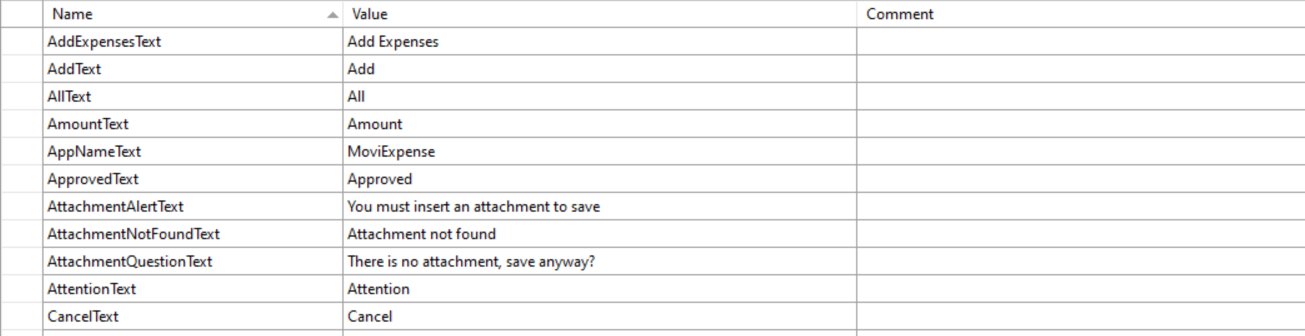 Name Value Comment
AddExpensesText Add Expenses
AddText Add
AllText All
AmountText Amount
AppNameText MoviExpense
ApprovedText Approved
AttachmentAlertText You must insert an attachment to save
AttachmentNotFoundText Attachment not found
AttachmentQuestionText There is no attachment, save anyway?
AttentionText Attention
CancelText Cancel